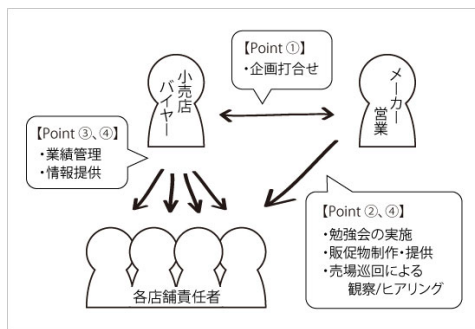 【Point ①】
・企画打合せ
小売店
バイヤー
メーカー
営業
【Point ③、④】
・業績管理
・情報提供
【Point ②、④】
・勉強会の実施
・販促物制作・提供
・売場巡回による
観察/ヒアリング
各店舗責任者